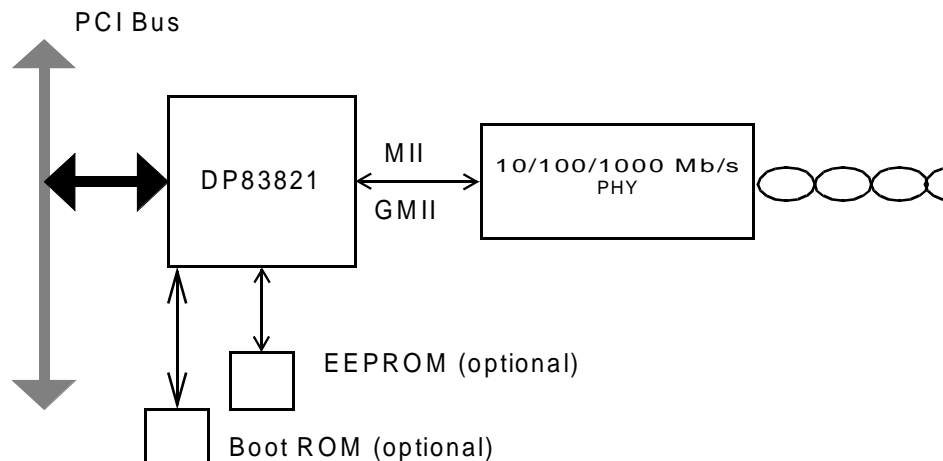 PCI Bus
MII
DP83821
GMII
10/100/1000 Mb/s
PHY
EEPROM (optional)
Boot ROM (optional)